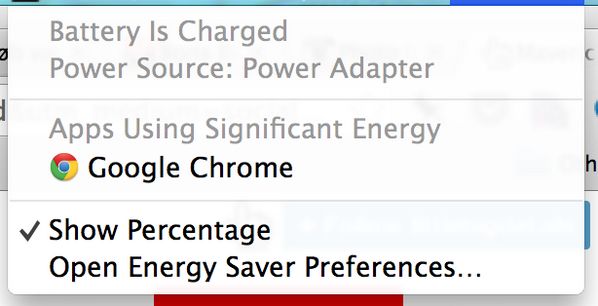 Battery Is Charged
Power Source: Power Adapter
Apps Using Significant Energy
Google Chrome
✓ Show Percentage
Open Energy Saver Preferences…